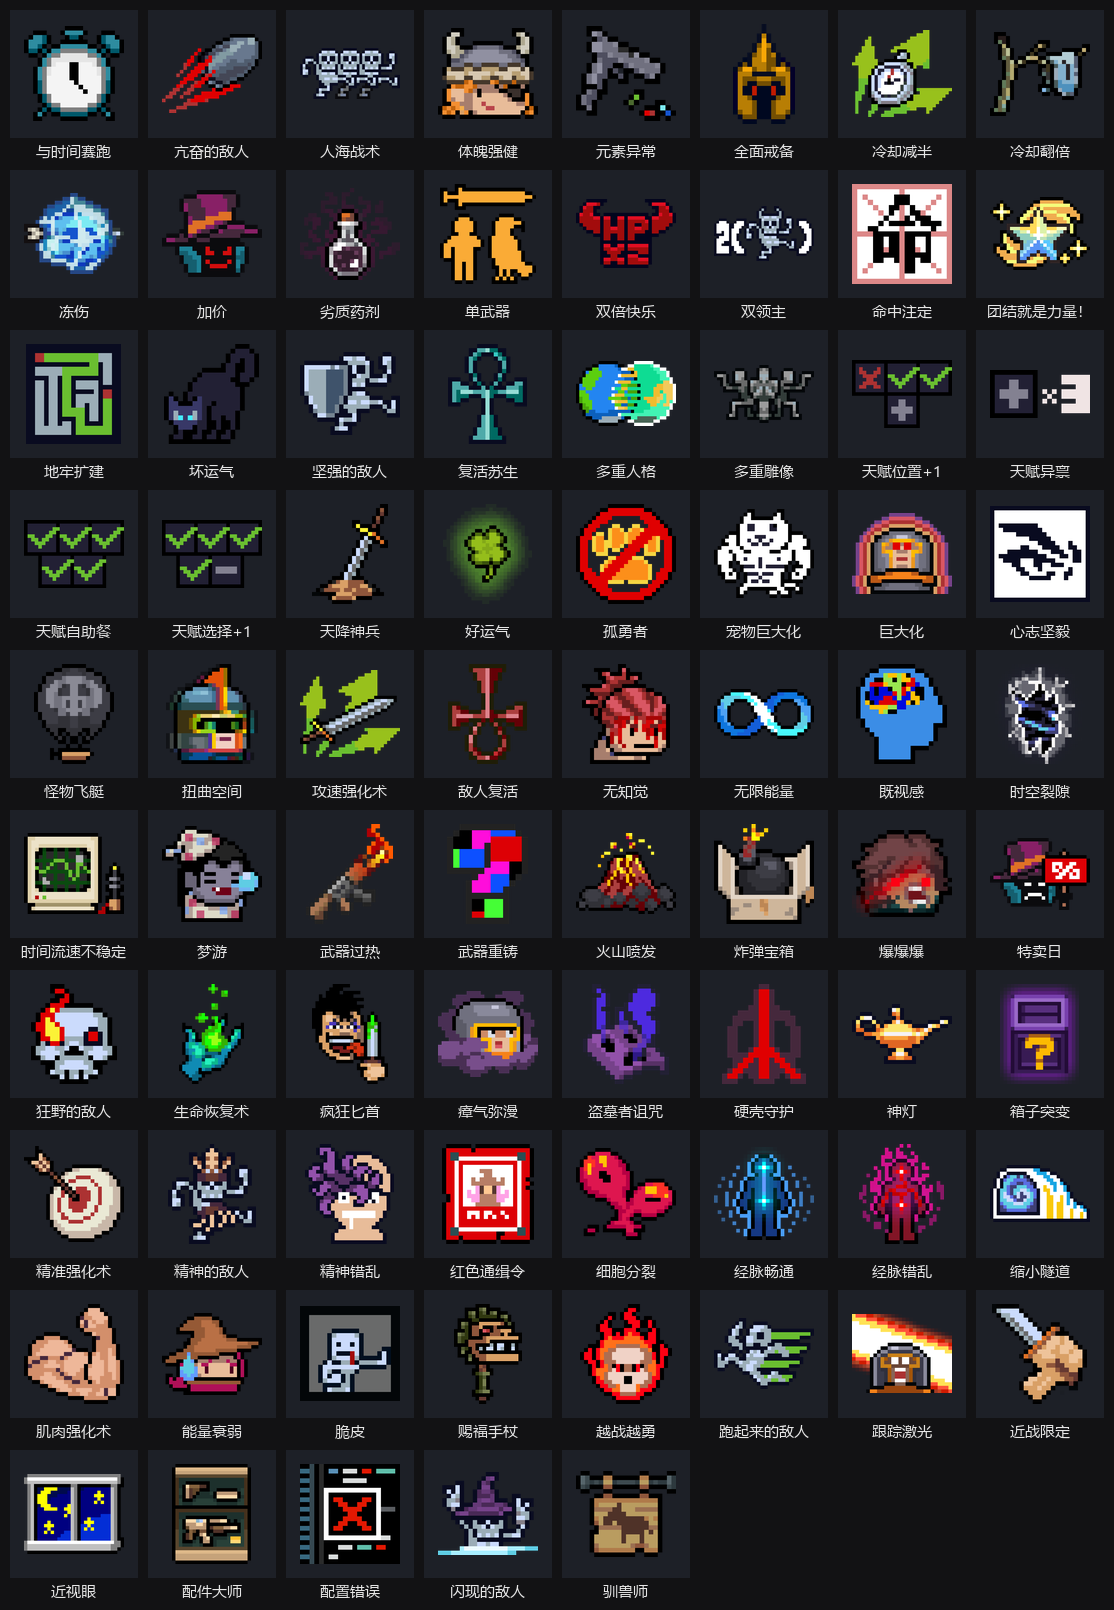 与时间赛跑 亢奋的敌人 人海战术 体魄强健 元素异常 全面戒备 冷却减半 冷却翻倍
HP
X2
2( )
命
冻伤 加价 劣质药剂 单武器 双倍快乐 双领主 命中注定 团结就是力量!
x3
地牢扩建 坏运气 坚强的敌人 复活苏生 多重人格 多重雕像 天赋位置+1 天赋异禀
天赋自助餐 天赋选择+1 天降神兵 好运气 孤勇者 宠物巨大化 巨大化 心志坚毅
怪物飞艇 扭曲空间 攻速强化术 敌人复活 无知觉 无限能量 既视感 时空裂隙
?
%
时间流速不稳定 梦游 武器过热 武器重铸 火山喷发 炸弹宝箱 爆爆爆 特卖日
?
狂野的敌人 生命恢复术 疯狂匕首 瘴气弥漫 盗墓者诅咒 硬壳守护 神灯 箱子突变
精准强化术 精神的敌人 精神错乱 红色通缉令 细胞分裂 经脉畅通 经脉错乱 缩小隧道
肌肉强化术 能量衰弱 脆皮 赐福手杖 越战越勇 跑起来的敌人 跟踪激光 近战限定
近视眼 配件大师 配置错误 闪现的敌人 驯兽师